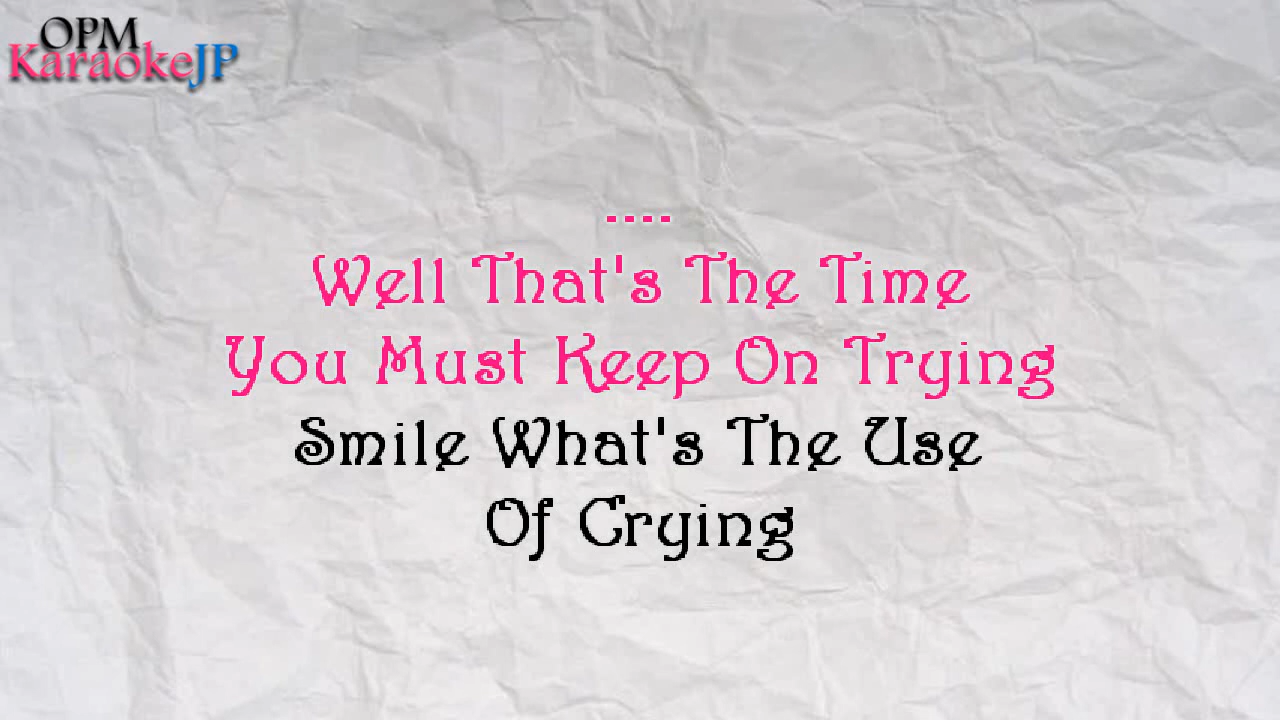 OPM
KaraokeJP
....
Well That's The Time
You Must Keep On Trying
Smile What's The Use
Of Crying